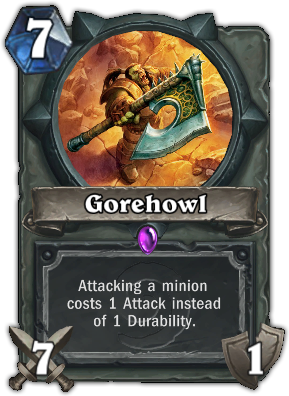 7
Gorehowl
Attacking a minion
costs 1 Attack instead
of 1 Durability.
7
1